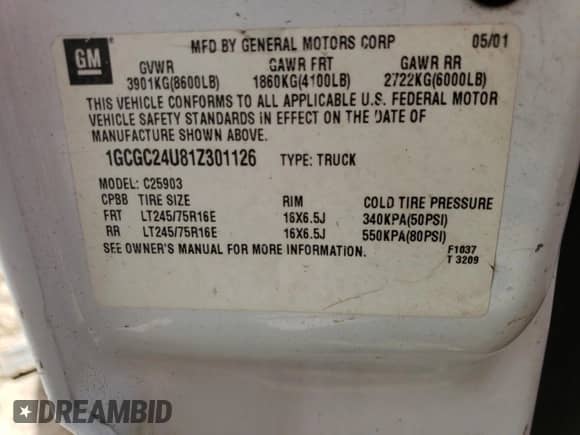 GM
MFD BY GENERAL MOTORS CORP 05/01
GVWR GAWR FRT GAWR RR
3901KG(8600LB) 1860KG(4100LB) 2722KG(6000LB)
THIS VEHICLE CONFORMS TO ALL APPLICABLE U.S. FEDERAL MOTOR
VEHICLE SAFETY STANDARDS IN EFFECT ON THE DATE OF
MANUFACTURE SHOWN ABOVE.
1GCGC24U81Z301126 TYPE: TRUCK
MODEL: C25903
CPBB TIRE SIZE RIM COLD TIRE PRESSURE
FRT LT245/75R16E 16X6.5J 340KPA(50PSI)
RR LT245/75R16E 16X6.5J 550KPA(80PSI)
SEE OWNER'S MANUAL FOR MORE INFORMATION. F1037
T 3209
DREAMBID